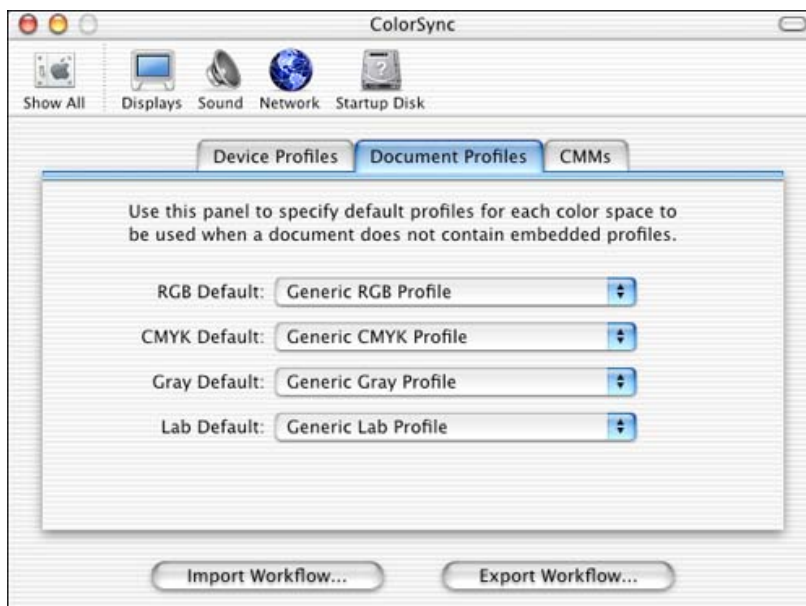 ColorSync
Show All Displays Sound Network Startup Disk
Device Profiles Document Profiles CMMs
Use this panel to specify default profiles for each color space to
be used when a document does not contain embedded profiles.
RGB Default: Generic RGB Profile
CMYK Default: Generic CMYK Profile
Gray Default: Generic Gray Profile
Lab Default: Generic Lab Profile
Import Workflow... Export Workflow...